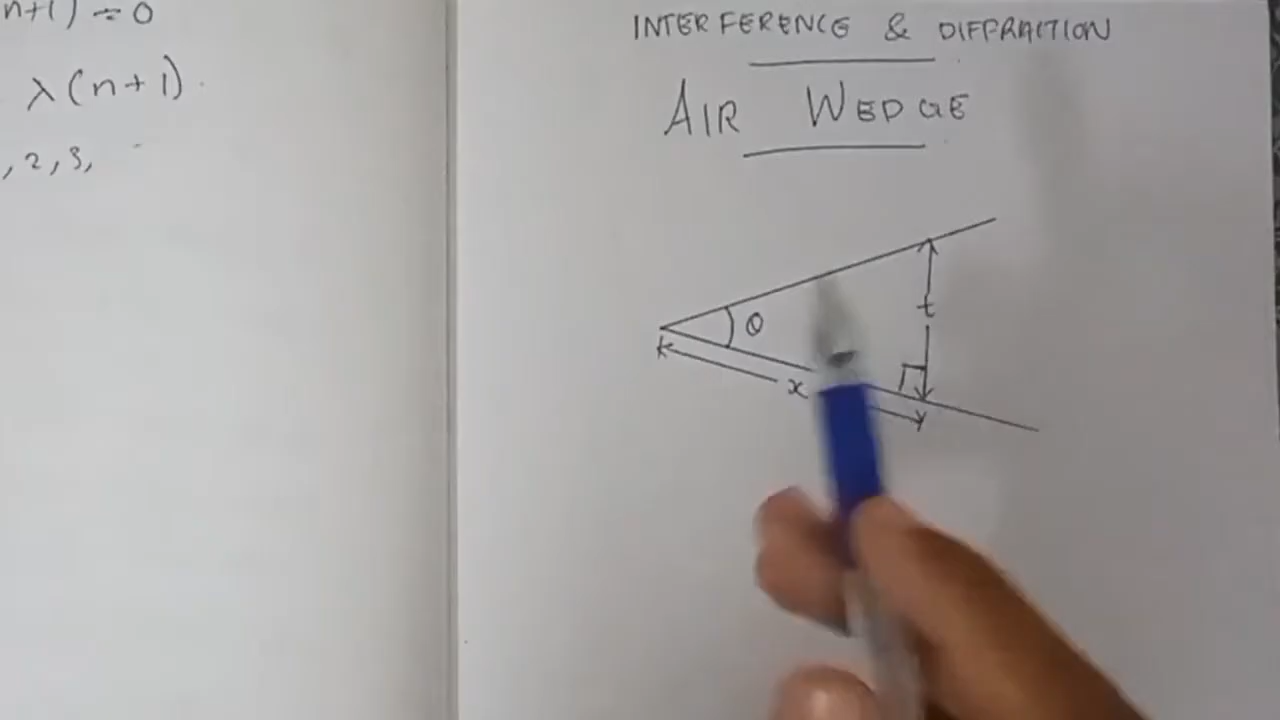 n+1) = 0
λ(n+1)
, 2, 3,
INTERFERENCE & DIFFRACTION
AIR WEDGE
θ
t
x